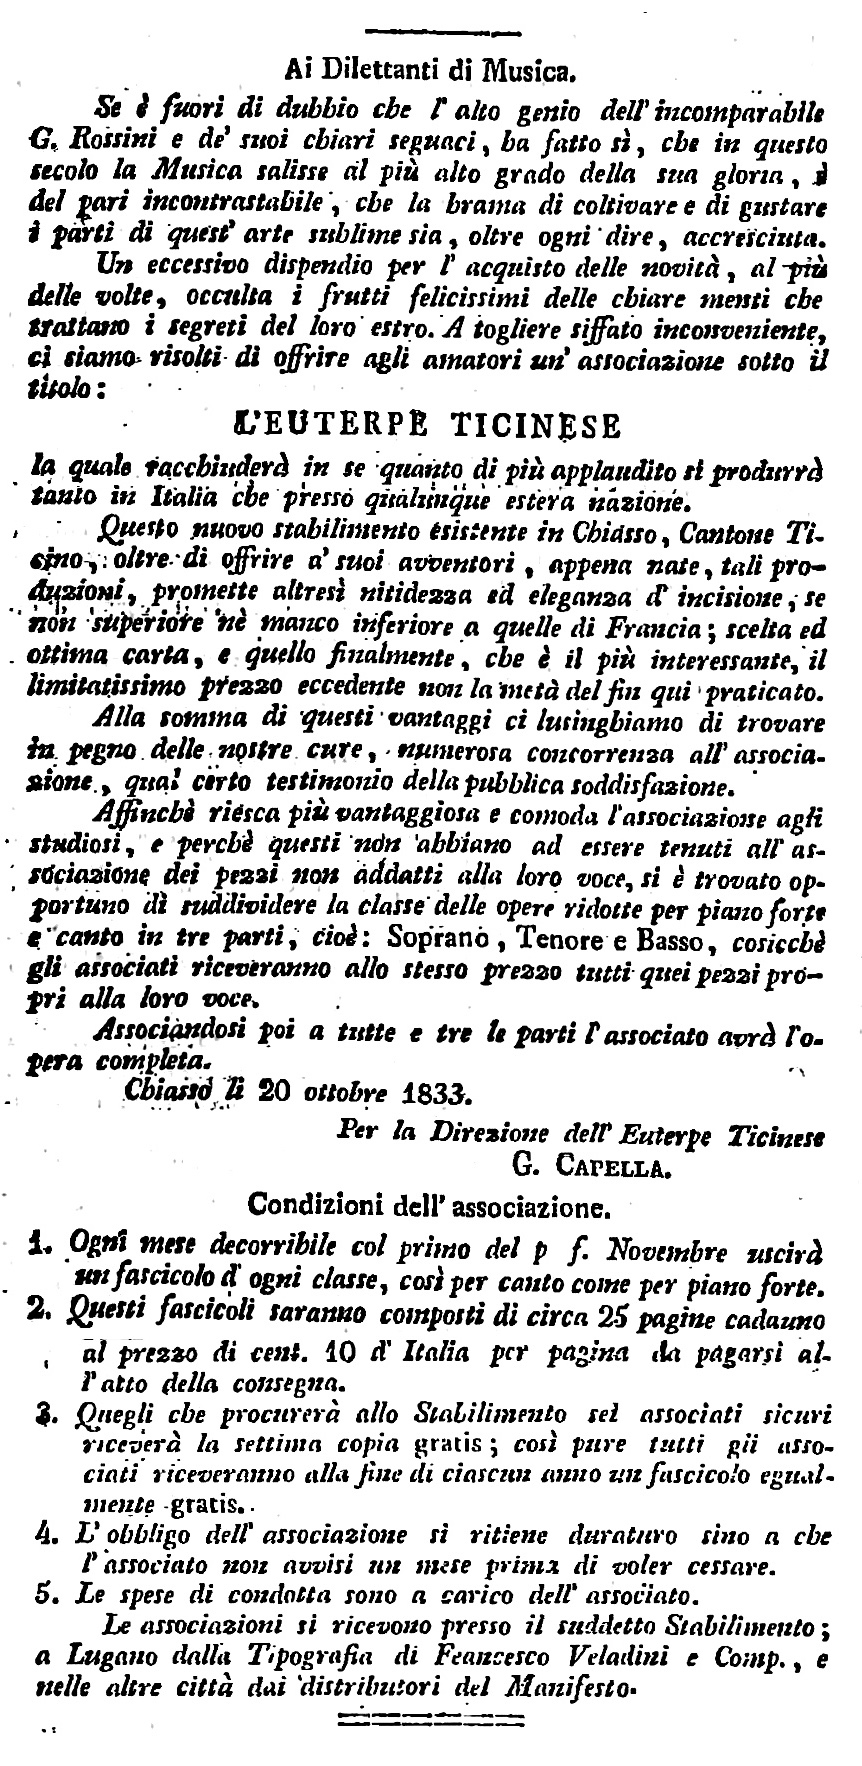 Ai Dilettanti di Musica.
Se è fuori di dubbio che l'alto genio dell'incomparabile
G. Rossini e de' suoi chiari seguaci, ha fatto sì, che in questo
secolo la Musica salisse al più alto grado della sua gloria, è
del pari incontrastabile, che la brama di coltivare e di gustare
i parti di quest' arte sublime sia, oltre ogni dire, accresciuta.
Un eccessivo dispendio per l' acquisto delle novità, al più
delle volte, occulta i frutti felicissimi delle chiare menti che
trattano i segreti del loro estro. A togliere siffato inconveniente,
ci siamo risolti di offrire agli amatori un' associazione sotto il
titolo:
L'EUTERPE TICINESE
la quale racchiuderà in se quanto di più applaudito si produrrà
tanto in Italia che presso qualunque estera nazione.
Questo nuovo stabilimento esistente in Chiasso, Cantone Ti-
cino, oltre di offrire a' suoi avventori, appena nate, tali pro-
duzioni, promette altresì nitidezza ed eleganza d' incisione, se
non superiore nè manco inferiore a quelle di Francia; scelta ed
ottima carta, e quello finalmente, che è il più interessante, il
limitatissimo prezzo eccedente non la metà del fin qui praticato.
Alla somma di questi vantaggi ci lusinghiamo di trovare
in pegno delle nostre cure, numerosa concorrenza all' associa-
zione, qual certo testimonio della pubblica soddisfazione.
Affinchè riesca più vantaggiosa e comoda l'associazione agli
studiosi, e perchè questi non abbiano ad essere tenuti all' as-
sociazione dei pezzi non addatti alla loro voce, si è trovato op-
portuno di suddividere la classe delle opere ridotte per piano forte
e canto in tre parti, cioè: Soprano, Tenore e Basso, cosicchè
gli associati riceveranno allo stesso prezzo tutti quei pezzi pro-
pri alla loro voce.
Associandosi poi a tutte e tre le parti l'associato avrà l'o-
pera completa.
Chiasso li 20 ottobre 1833.
Per la Direzione dell' Euterpe Ticinese
G. CAPELLA.
Condizioni dell' associazione.
1. Ogni mese decorribile col primo del p f. Novembre uscirà
un fascicolo d' ogni classe, così per canto come per piano forte.
2. Questi fascicoli saranno composti di circa 25 pagine cadauno
al prezzo di cent. 10 d' Italia per pagina da pagarsi al-
l' atto della consegna.
3. Quegli che procurerà allo Stabilimento sei associati sicuri
riceverà la settima copia gratis; così pure tutti gli asso-
ciati riceveranno alla fine di ciascun anno un fascicolo egual-
mente gratis.
4. L' obbligo dell' associazione si ritiene duraturo sino a che
l' associato non avvisi un mese prima di voler cessare.
5. Le spese di condotta sono a carico dell' associato.
Le associazioni si ricevono presso il suddetto Stabilimento;
a Lugano dalla Tipografia di Francesco Veladini e Comp., e
nelle altre città dai distributori del Manifesto.